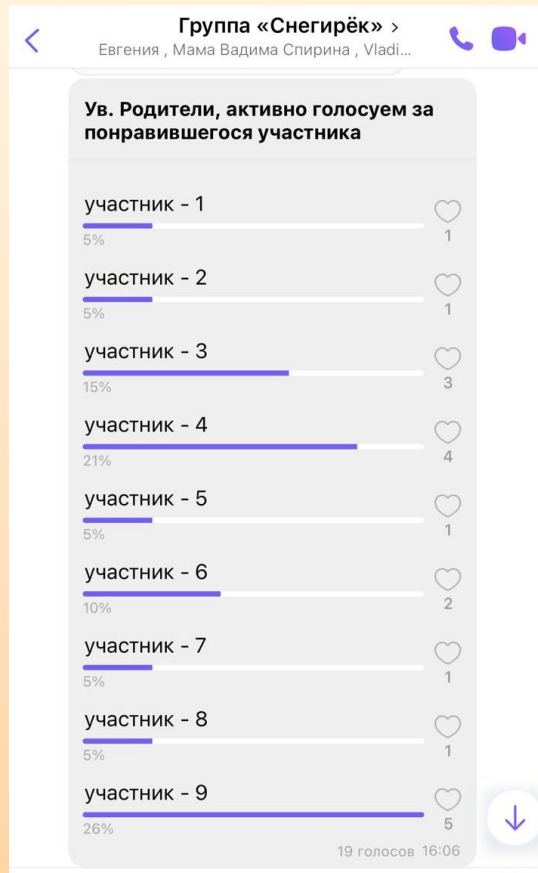 Группа «Снегирёк» >
Евгения , Мама Вадима Спирина , Vladi...
Ув. Родители, активно голосуем за
понравившегося участника
участник - 1
5%
1
участник - 2
5%
1
участник - 3
15%
3
участник - 4
21%
4
участник - 5
5%
1
участник - 6
10%
2
участник - 7
5%
1
участник - 8
5%
1
участник - 9
26%
5
19 голосов 16:06